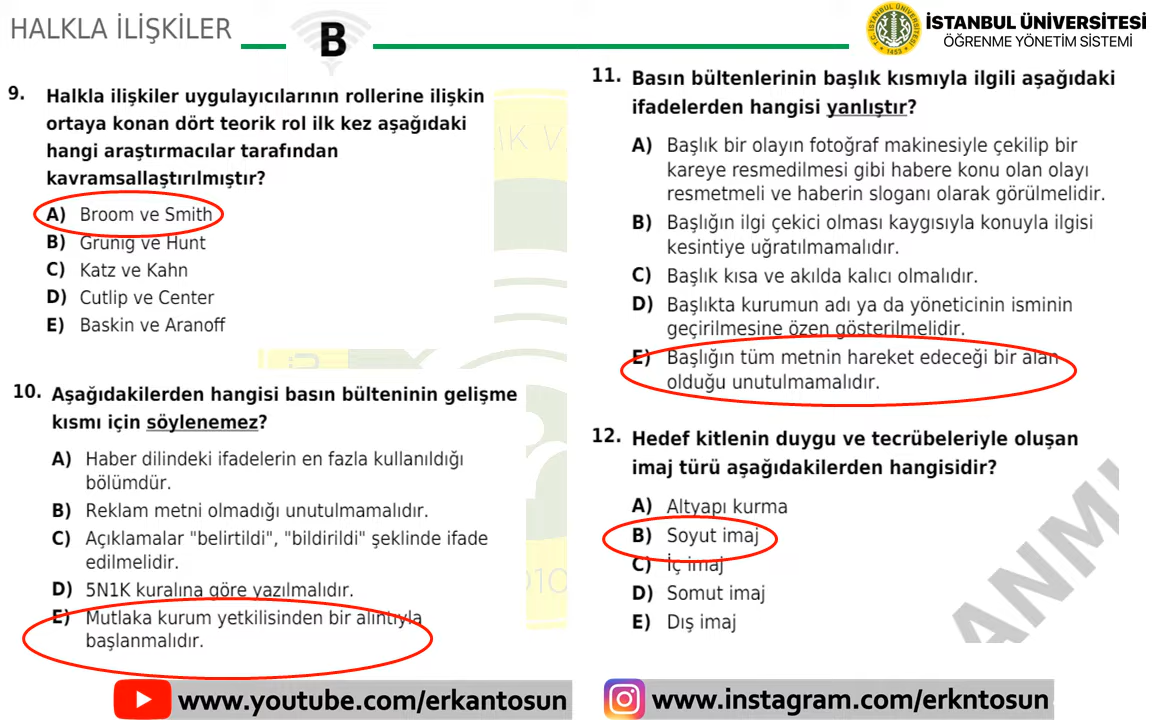 HALKLA İLİŞKİLER
B
İSTANBUL ÜNİVERSİTESİ
ÖĞRENME YÖNETİM SİSTEMİ
9. Halkla ilişkiler uygulayıcılarının rollerine ilişkin
ortaya konan dört teorik rol ilk kez aşağıdaki
hangi araştırmacılar tarafından
kavramsallaştırılmıştır?
A) Broom ve Smith
B) Grunig ve Hunt
C) Katz ve Kahn
D) Cutlip ve Center
E) Baskin ve Aranoff
10. Aşağıdakilerden hangisi basın bülteninin gelişme
kısmı için söylenemez?
A) Haber dilindeki ifadelerin en fazla kullanıldığı
bölümdür.
B) Reklam metni olmadığı unutulmamalıdır.
C) Açıklamalar "belirtildi", "bildirildi" şeklinde ifade
edilmelidir.
D) 5N1K kuralına göre yazılmalıdır.
E) Mutlaka kurum yetkilisinden bir alıntıyla
başlanmalıdır.
11. Basın bültenlerinin başlık kısmıyla ilgili aşağıdaki
ifadelerden hangisi yanlıştır?
A) Başlık bir olayın fotoğraf makinesiyle çekilip bir
kareye resmedilmesi gibi habere konu olan olayı
resmetmeli ve haberin sloganı olarak görülmelidir.
B) Başlığın ilgi çekici olması kaygısıyla konuyla ilgisi
kesintiye uğratılmamalıdır.
C) Başlık kısa ve akılda kalıcı olmalıdır.
D) Başlıkta kurumun adı ya da yöneticinin isminin
geçirilmesine özen gösterilmelidir.
E) Başlığın tüm metnin hareket edeceği bir alan
olduğu unutulmamalıdır.
12. Hedef kitlenin duygu ve tecrübeleriyle oluşan
imaj türü aşağıdakilerden hangisidir?
A) Altyapı kurma
B) Soyut imaj
C) İç imaj
D) Somut imaj
E) Dış imaj
www.youtube.com/erkantosun
www.instagram.com/erkntosun